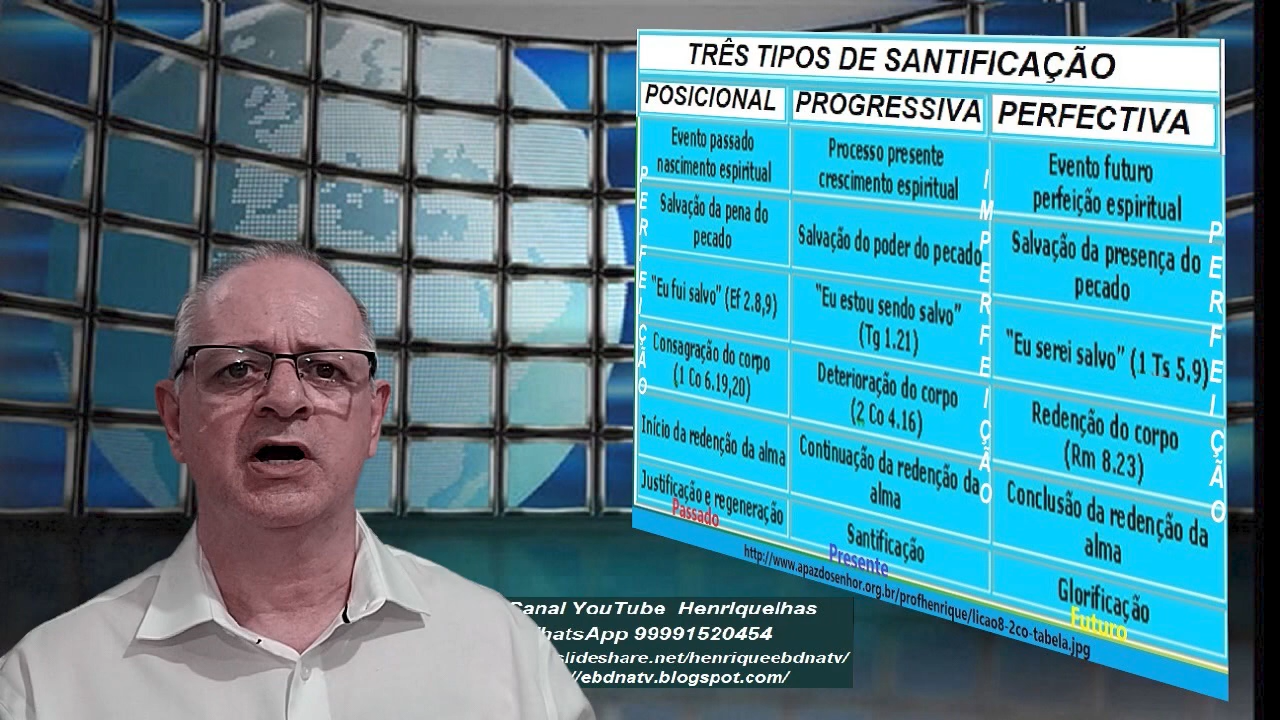 TRÊS TIPOS DE SANTIFICAÇÃO
POSICIONAL PROGRESSIVA PERFECTIVA
Evento passado
nascimento espiritual
Salvação da pena do
pecado
"Eu fui salvo" (Ef 2.8,9)
Consagração do corpo
(1 Co 6.19,20)
Início da redenção da alma
Justificação e regeneração
Passado
PERFEIÇÃO
Processo presente
crescimento espiritual
Salvação do poder do pecado
"Eu estou sendo salvo"
(Tg 1.21)
Deterioração do corpo
(2 Co 4.16)
Continuação da redenção da
alma
Santificação
Presente
IMPERFEIÇÃO
Evento futuro
perfeição espiritual
Salvação da presença do
pecado
"Eu serei salvo" (1 Ts 5.9)
Redenção do corpo
(Rm 8.23)
Conclusão da redenção da
alma
Glorificação
Futuro
PERFEIÇÃO
http://www.apazdosenhor.org.br/profhenrique/licao8-2co-tabela.jpg
Canal YouTube Henriquelhas
WhatsApp 99991520454
slideshare.net/henriqueebdnatv/
//ebdnatv.blogspot.com/